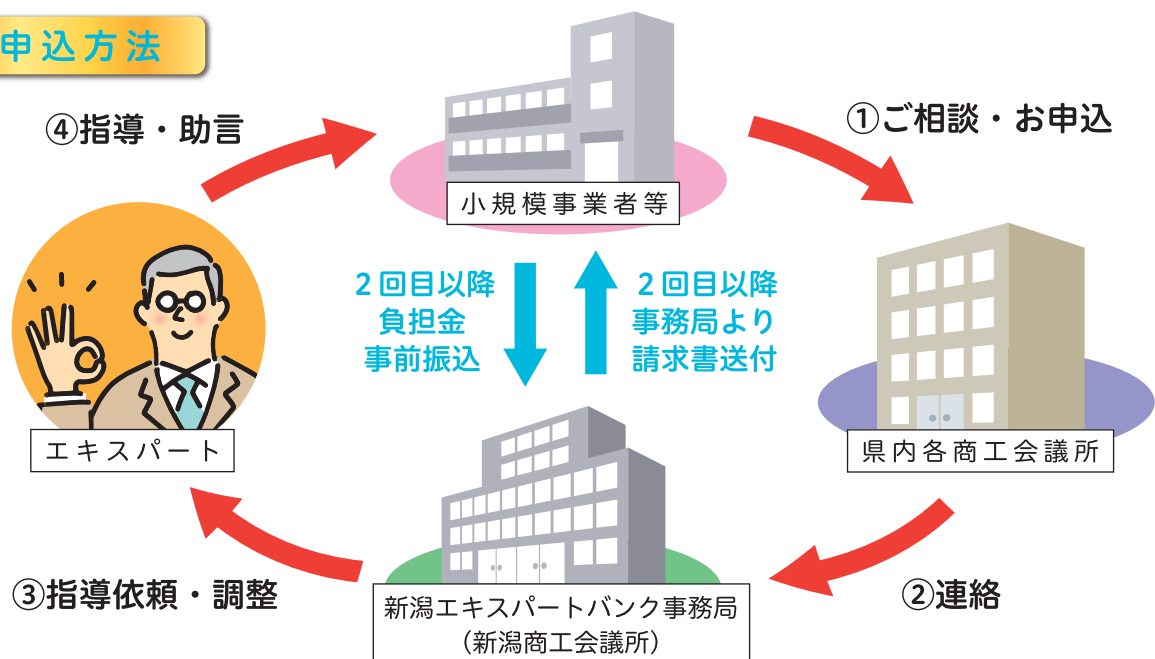 申込方法
④指導・助言
①ご相談・お申込
小規模事業者等
2回目以降
負担金
事前振込
2回目以降
事務局より
請求書送付
エキスパート
県内各商工会議所
③指導依頼・調整
新潟エキスパートバンク事務局
(新潟商工会議所)
②連絡